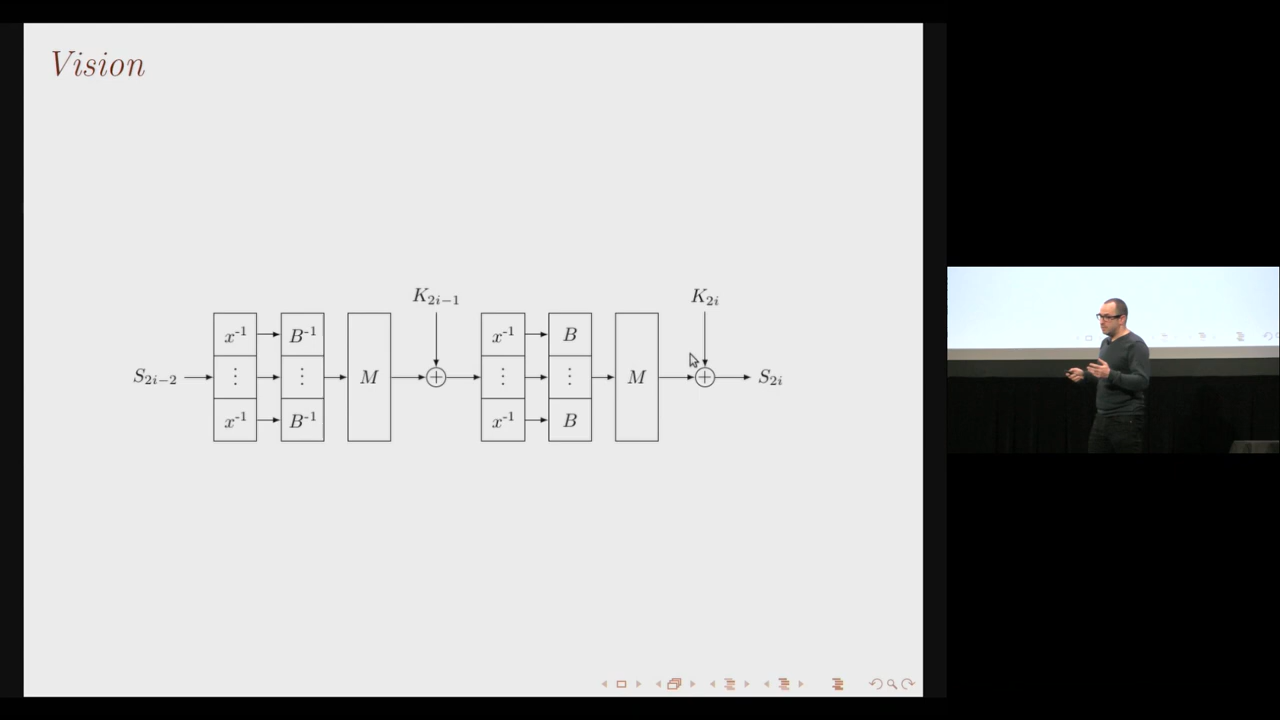 Vision
K_{2i−1} K_{2i}
x^{-1} B^{-1} x^{-1} B
S_{2i−2} ⋮ ⋮ M ⋮ ⋮ M S_{2i}
x^{-1} B^{-1} x^{-1} B